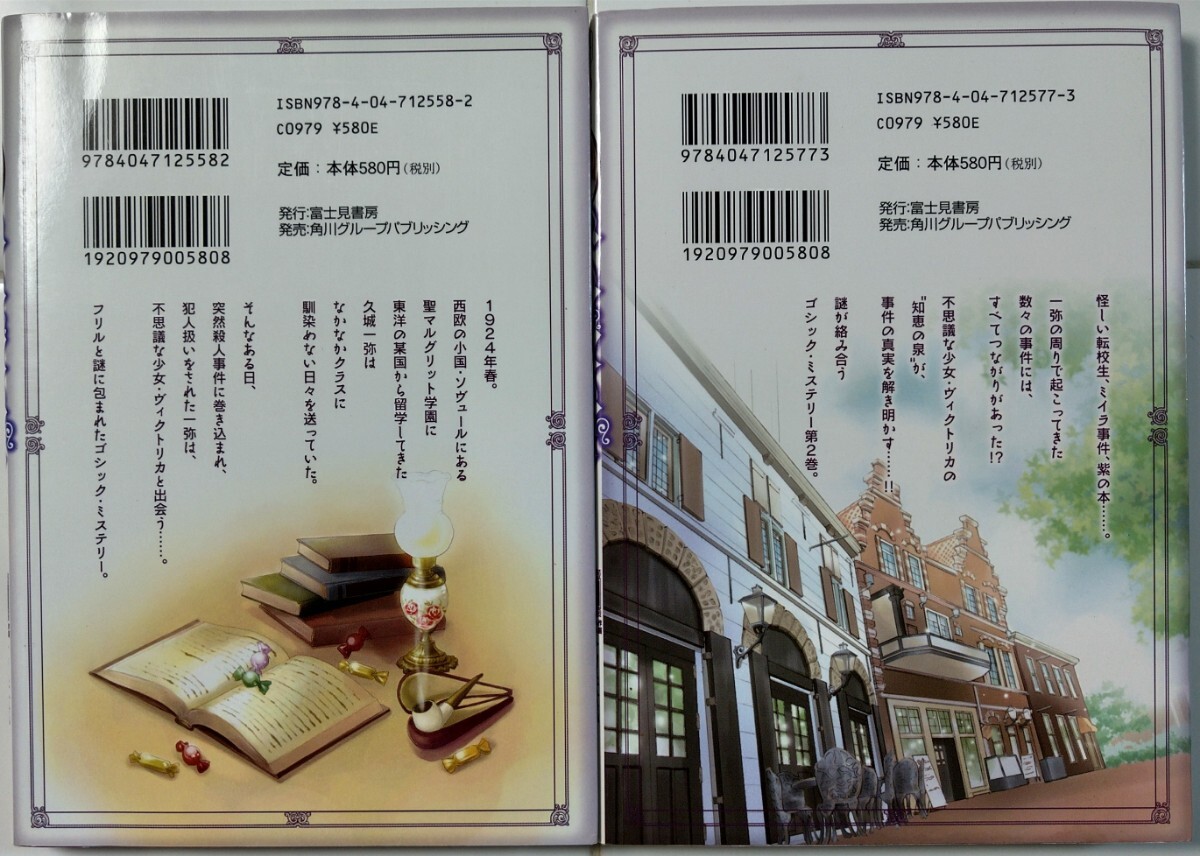 ISBN978-4-04-712558-2
C0979 ¥580E
9784047125582
定価：本体580円（税別）
1920979005808
発行：富士見書房
発売：角川グループパブリッシング
1924年春。
西欧の小国・ソヴュールにある
聖マルグリット学園に
東洋の某国から留学してきた
久城一弥は
なかなかクラスに
馴染めない日々を送っていた。
そんなある日、
突然殺人事件に巻き込まれ、
犯人扱いをされた一弥は、
不思議な少女・ヴィクトリカと出会う……。
フリルと謎に包まれたゴシック・ミステリー。
ISBN978-4-04-712577-3
C0979 ¥580E
9784047125773
定価：本体580円（税別）
1920979005808
発行：富士見書房
発売：角川グループパブリッシング
怪しい転校生、ミイラ事件、紫の本……。
一弥の周りで起こってきた
数々の事件には、
すべてつながりがあった!?
不思議な少女・ヴィクトリカの
“知恵の泉”が、
事件の真実を解き明かす……!!
謎が絡み合う
ゴシック・ミステリー第2巻。